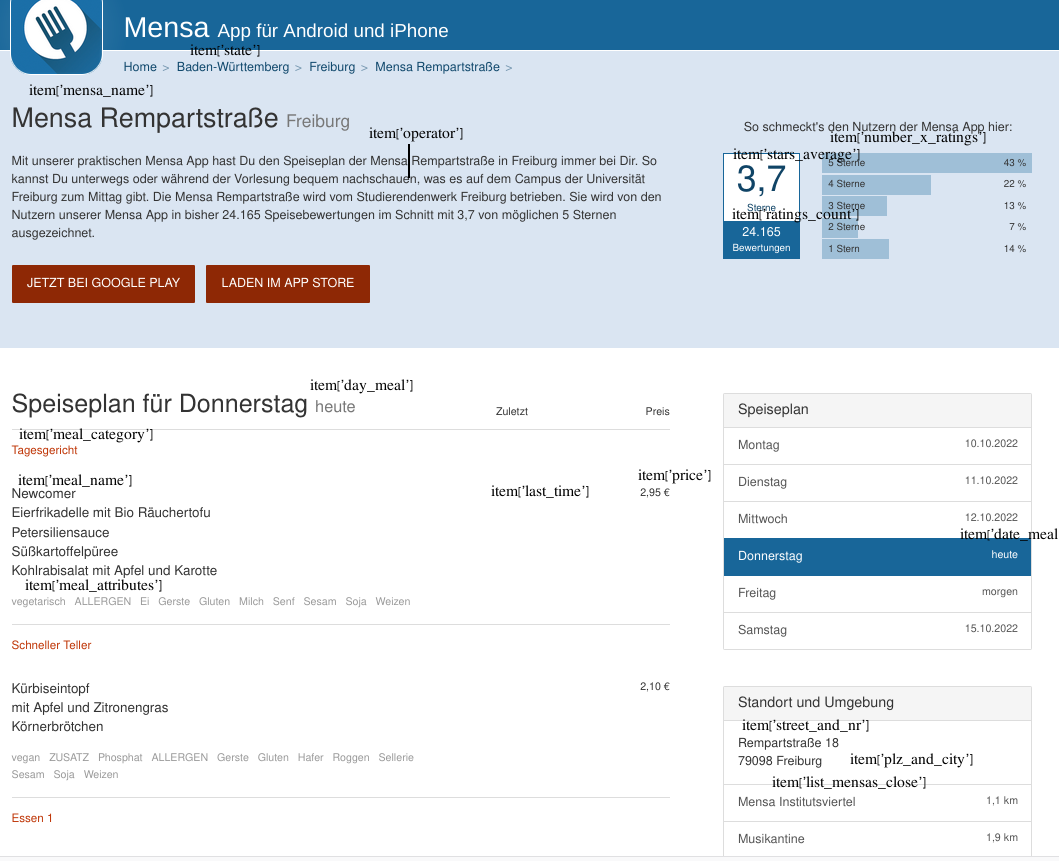 Mensa App für Android und iPhone
item['state']
Home > Baden-Württemberg > Freiburg > Mensa Rempartstraße >
item['mensa_name']
Mensa Rempartstraße Freiburg
item['operator']
Mit unserer praktischen Mensa App hast Du den Speiseplan der Mensa Rempartstraße in Freiburg immer bei Dir. So
kannst Du unterwegs oder während der Vorlesung bequem nachschauen, was es auf dem Campus der Universität
Freiburg zum Mittag gibt. Die Mensa Rempartstraße wird vom Studierendenwerk Freiburg betrieben. Sie wird von den
Nutzern unserer Mensa App in bisher 24.165 Speisebewertungen im Schnitt mit 3,7 von möglichen 5 Sternen
ausgezeichnet.
JETZT BEI GOOGLE PLAY LADEN IM APP STORE
So schmeckt's den Nutzern der Mensa App hier:
item['number_x_ratings']
item['stars_average']
3,7
Sterne
item['ratings_count']
24.165
Bewertungen
5 Sterne 43 %
4 Sterne 22 %
3 Sterne 13 %
2 Sterne 7 %
1 Stern 14 %
item['day_meal']
Speiseplan für Donnerstag heute Zuletzt Preis
item['meal_category']
Tagesgericht
item['meal_name']
item['last_time']
item['price']
Newcomer 2,95 €
Eierfrikadelle mit Bio Räuchertofu
Petersiliensauce
Süßkartoffelpüree
Kohlrabisalat mit Apfel und Karotte
item['meal_attributes']
vegetarisch ALLERGEN Ei Gerste Gluten Milch Senf Sesam Soja Weizen
Schneller Teller
Kürbiseintopf 2,10 €
mit Apfel und Zitronengras
Körnerbrötchen
vegan ZUSATZ Phosphat ALLERGEN Gerste Gluten Hafer Roggen Sellerie
Sesam Soja Weizen
Essen 1
Speiseplan
Montag 10.10.2022
Dienstag 11.10.2022
Mittwoch 12.10.2022
item['date_meal
Donnerstag heute
Freitag morgen
Samstag 15.10.2022
Standort und Umgebung
item['street_and_nr']
Rempartstraße 18
79098 Freiburg item['plz_and_city']
item['list_mensas_close']
Mensa Institutsviertel 1,1 km
Musikantine 1,9 km